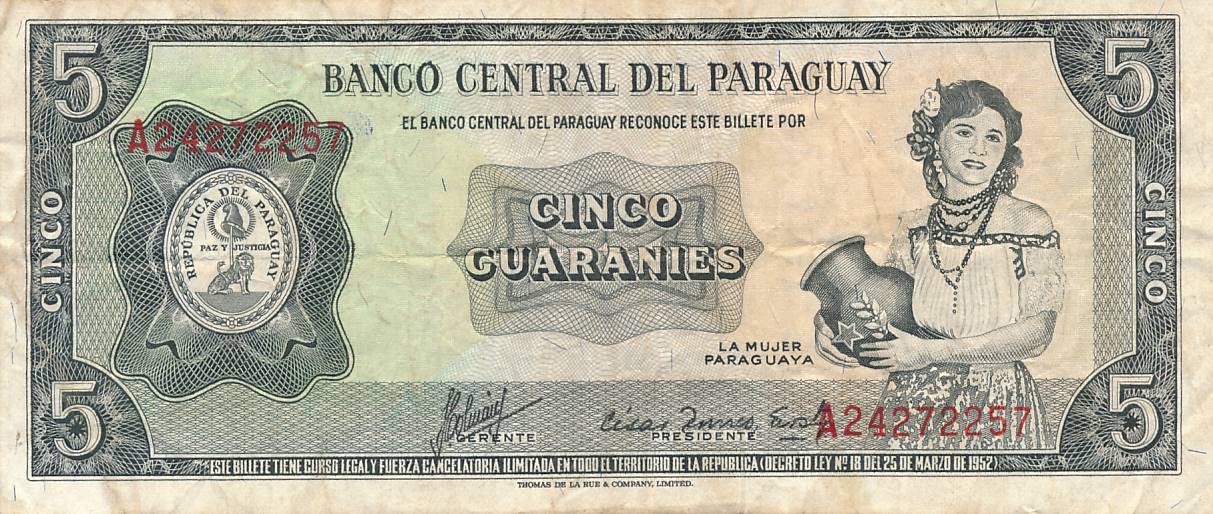 5
5
BANCO CENTRAL DEL PARAGUAY
EL BANCO CENTRAL DEL PARAGUAY RECONOCE ESTE BILLETE POR
A24272257
REPÚBLICA DEL PARAGUAY
PAZ Y JUSTICIA
CINCO
CINCO
GUARANIES
CINCO
LA MUJER
PARAGUAYA
5
5
César
A24272257
GERENTE
PRESIDENTE
ESTE BILLETE TIENE CURSO LEGAL Y FUERZA CANCELATORIA ILIMITADA EN TODO EL TERRITORIO DE LA REPUBLICA (DECRETO LEY Nº 18 DEL 25 DE MARZO DE 1952)
THOMAS DE LA RUE & COMPANY, LIMITED.